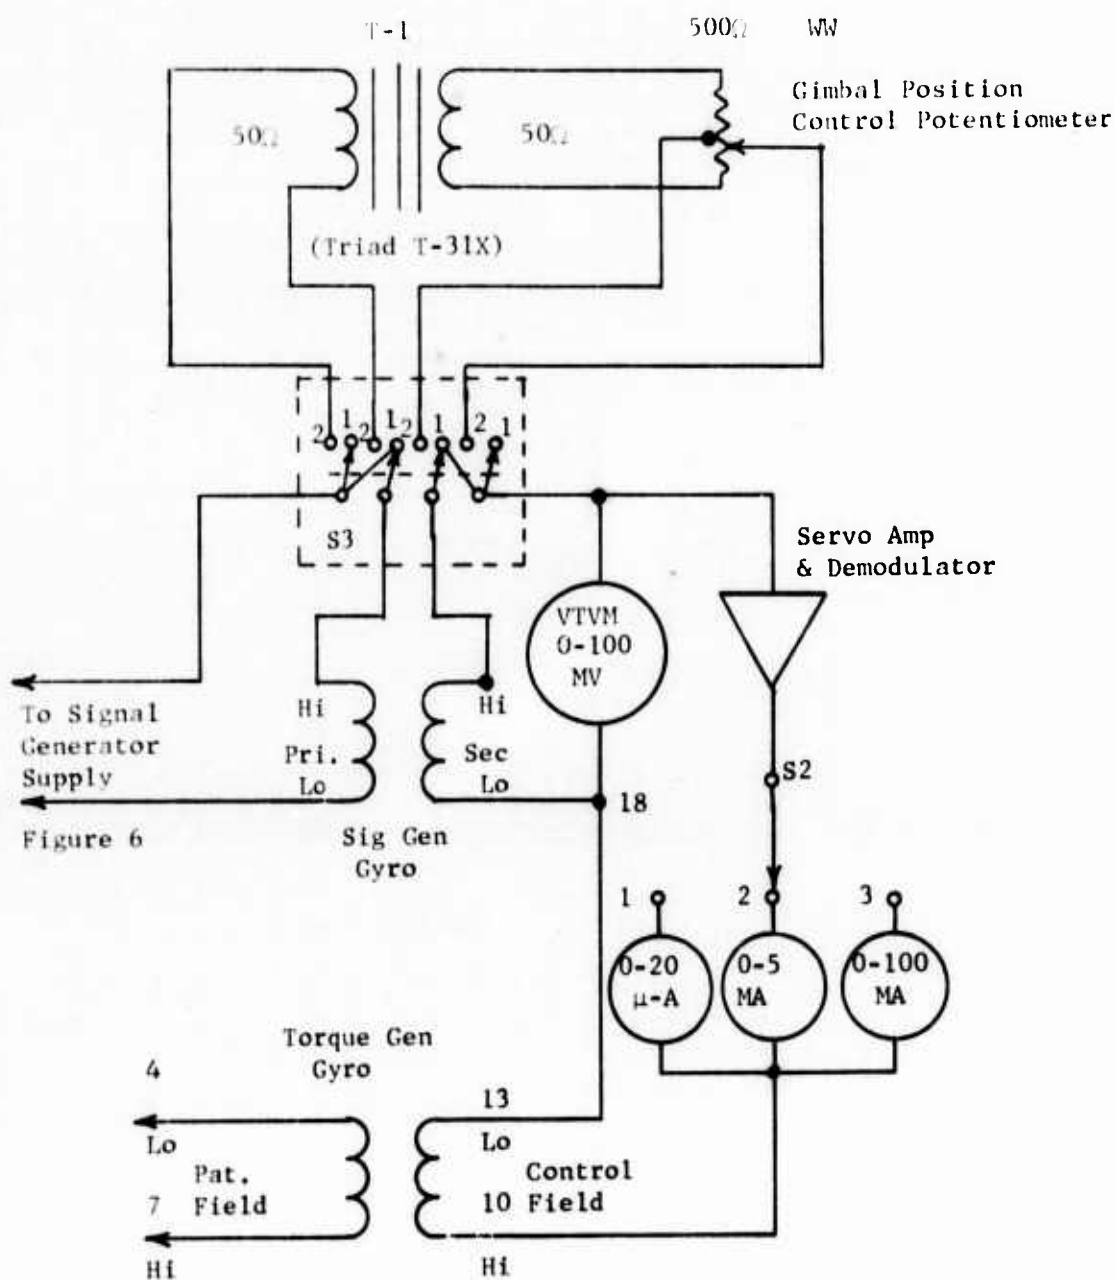 T-1
500Ω WW
Gimbal Position
Control Potentiometer
50Ω
50Ω
(Triad T-31X)
2 1 2 1 2 1 2 1
S3
Servo Amp
& Demodulator
VTVM
0-100
MV
To Signal
Generator
Supply
Figure 6
Hi
Pri.
Lo
Hi
Sec
Lo
18
Sig Gen
Gyro
S2
1
2
3
0-20
μ-A
0-5
MA
0-100
MA
Torque Gen
Gyro
4
Lo
Pat.
Field
7
Hi
13
Lo
Control
Field
10
Hi